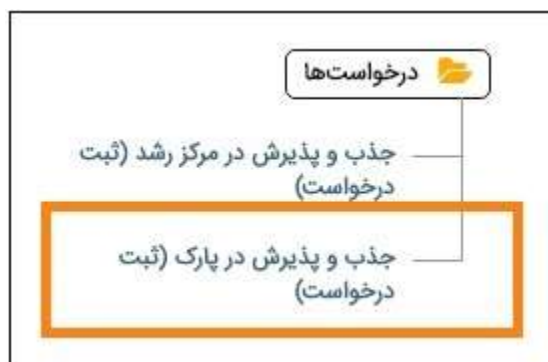 درخواست‌ها
جذب و پذیرش در مرکز رشد (ثبت
درخواست)
جذب و پذیرش در پارک (ثبت
درخواست)